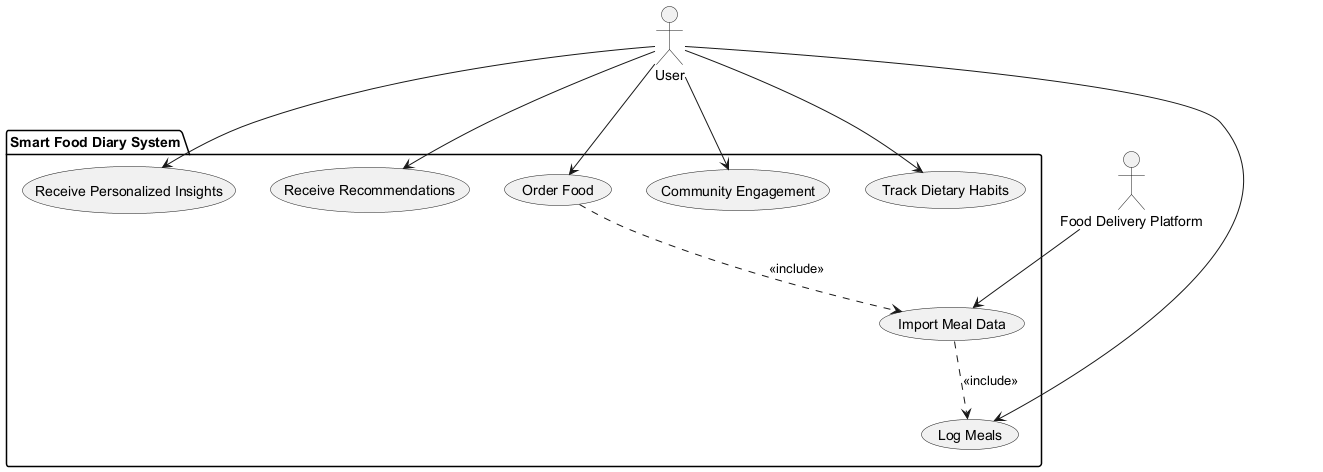 User
Smart Food Diary System
Receive Personalized Insights
Receive Recommendations
Order Food
Community Engagement
Track Dietary Habits
Food Delivery Platform
«include»
Import Meal Data
«include»
Log Meals